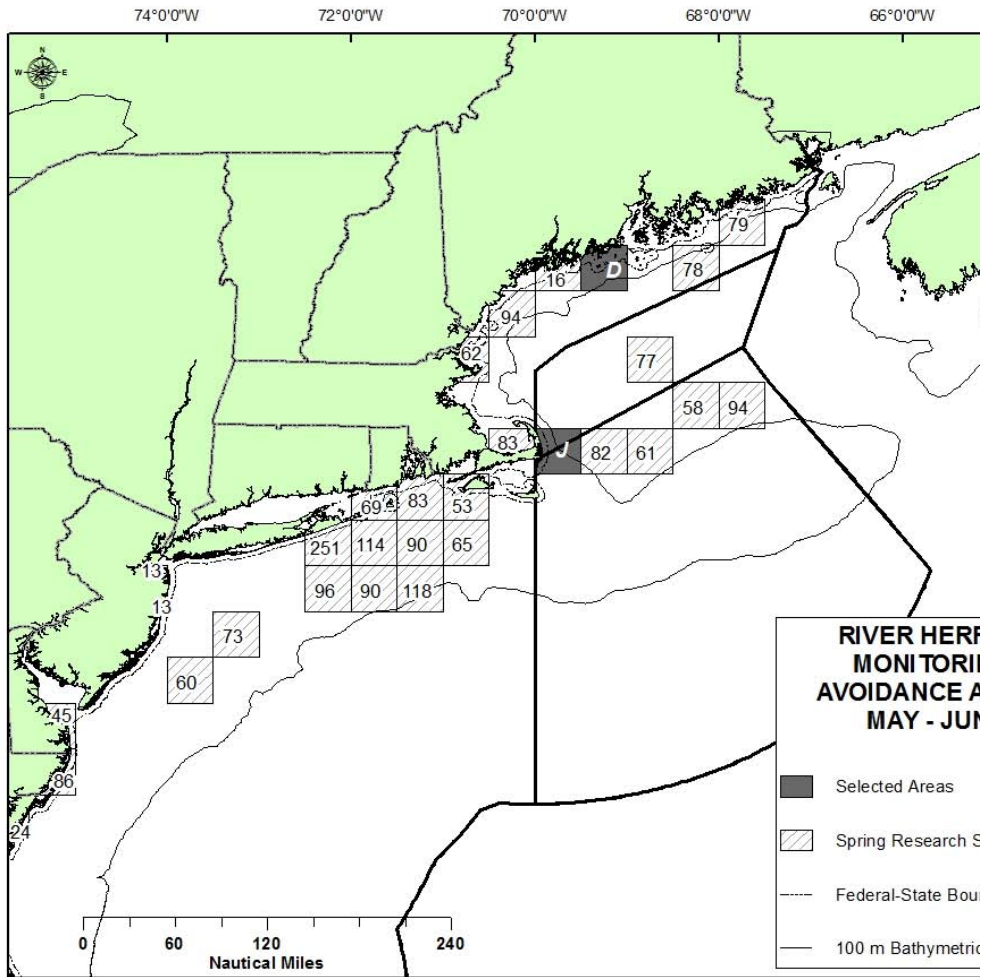 74°0'0"W 72°0'0"W 70°0'0"W 68°0'0"W 66°0'0"W
N
W E
S
79
16 D 78
94
62 77
58 94
83 J 82 61
69 83 53
251 114 90 65
13 96 90 118
13
73
60
45
86
24
RIVER HERR
MONITORI
AVOIDANCE A
MAY - JUN
Selected Areas
Spring Research S
Federal-State Bou
100 m Bathymetric
0 60 120 240
Nautical Miles